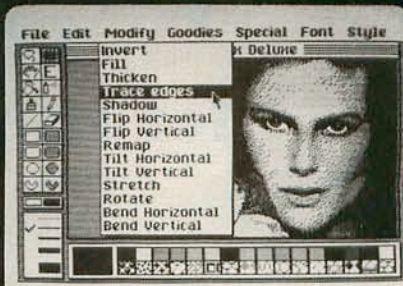 File Edit Modify Goodies Special Font Style
x Deluxe
Invert
Fill
Thicken
Trace edges
Shadow
Flip Horizontal
Flip Vertical
Remap
Tilt Horizontal
Tilt Vertical
Stretch
Rotate
Bend Horizontal
Bend Vertical